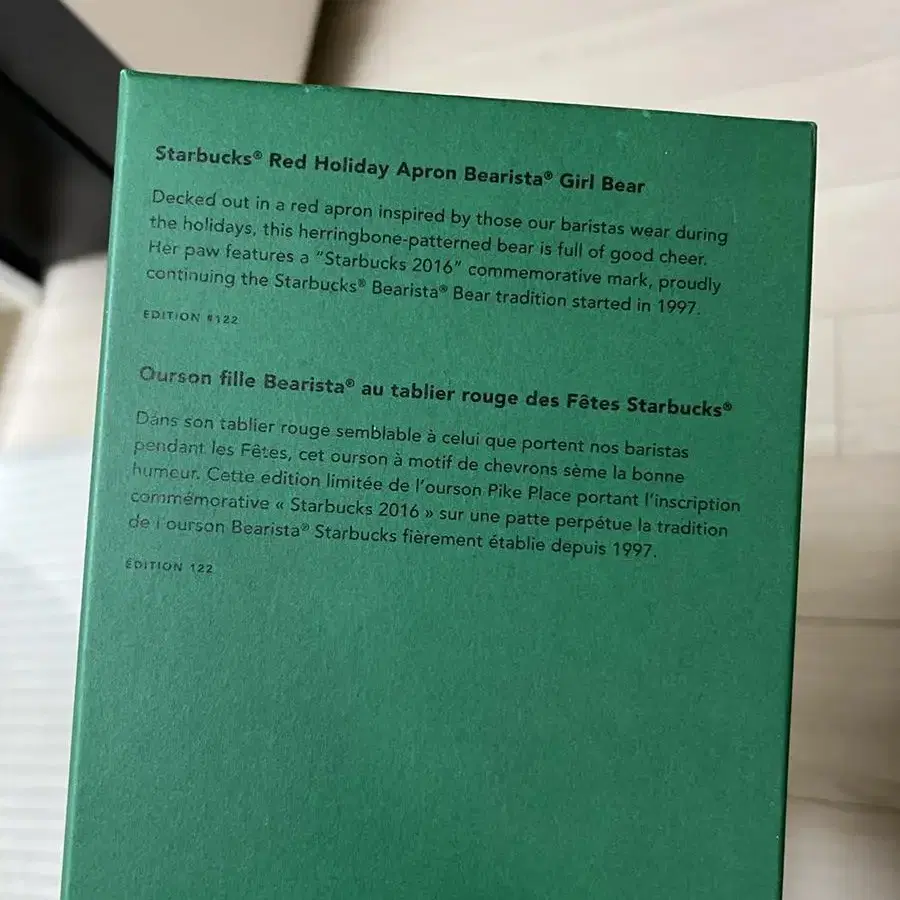 Starbucks® Red Holiday Apron Bearista® Girl Bear
Decked out in a red apron inspired by those our baristas wear during
the holidays, this herringbone-patterned bear is full of good cheer.
Her paw features a "Starbucks 2016" commemorative mark, proudly
continuing the Starbucks® Bearista® Bear tradition started in 1997.
EDITION #122
Ourson fille Bearista® au tablier rouge des Fêtes Starbucks®
Dans son tablier rouge semblable à celui que portent nos baristas
pendant les Fêtes, cet ourson à motif de chevrons sème la bonne
humeur. Cette edition limitée de l'ourson Pike Place portant l'inscription
commémorative « Starbucks 2016 » sur une patte perpétue la tradition
de l'ourson Bearista® Starbucks fièrement établie depuis 1997.
ÉDITION 122